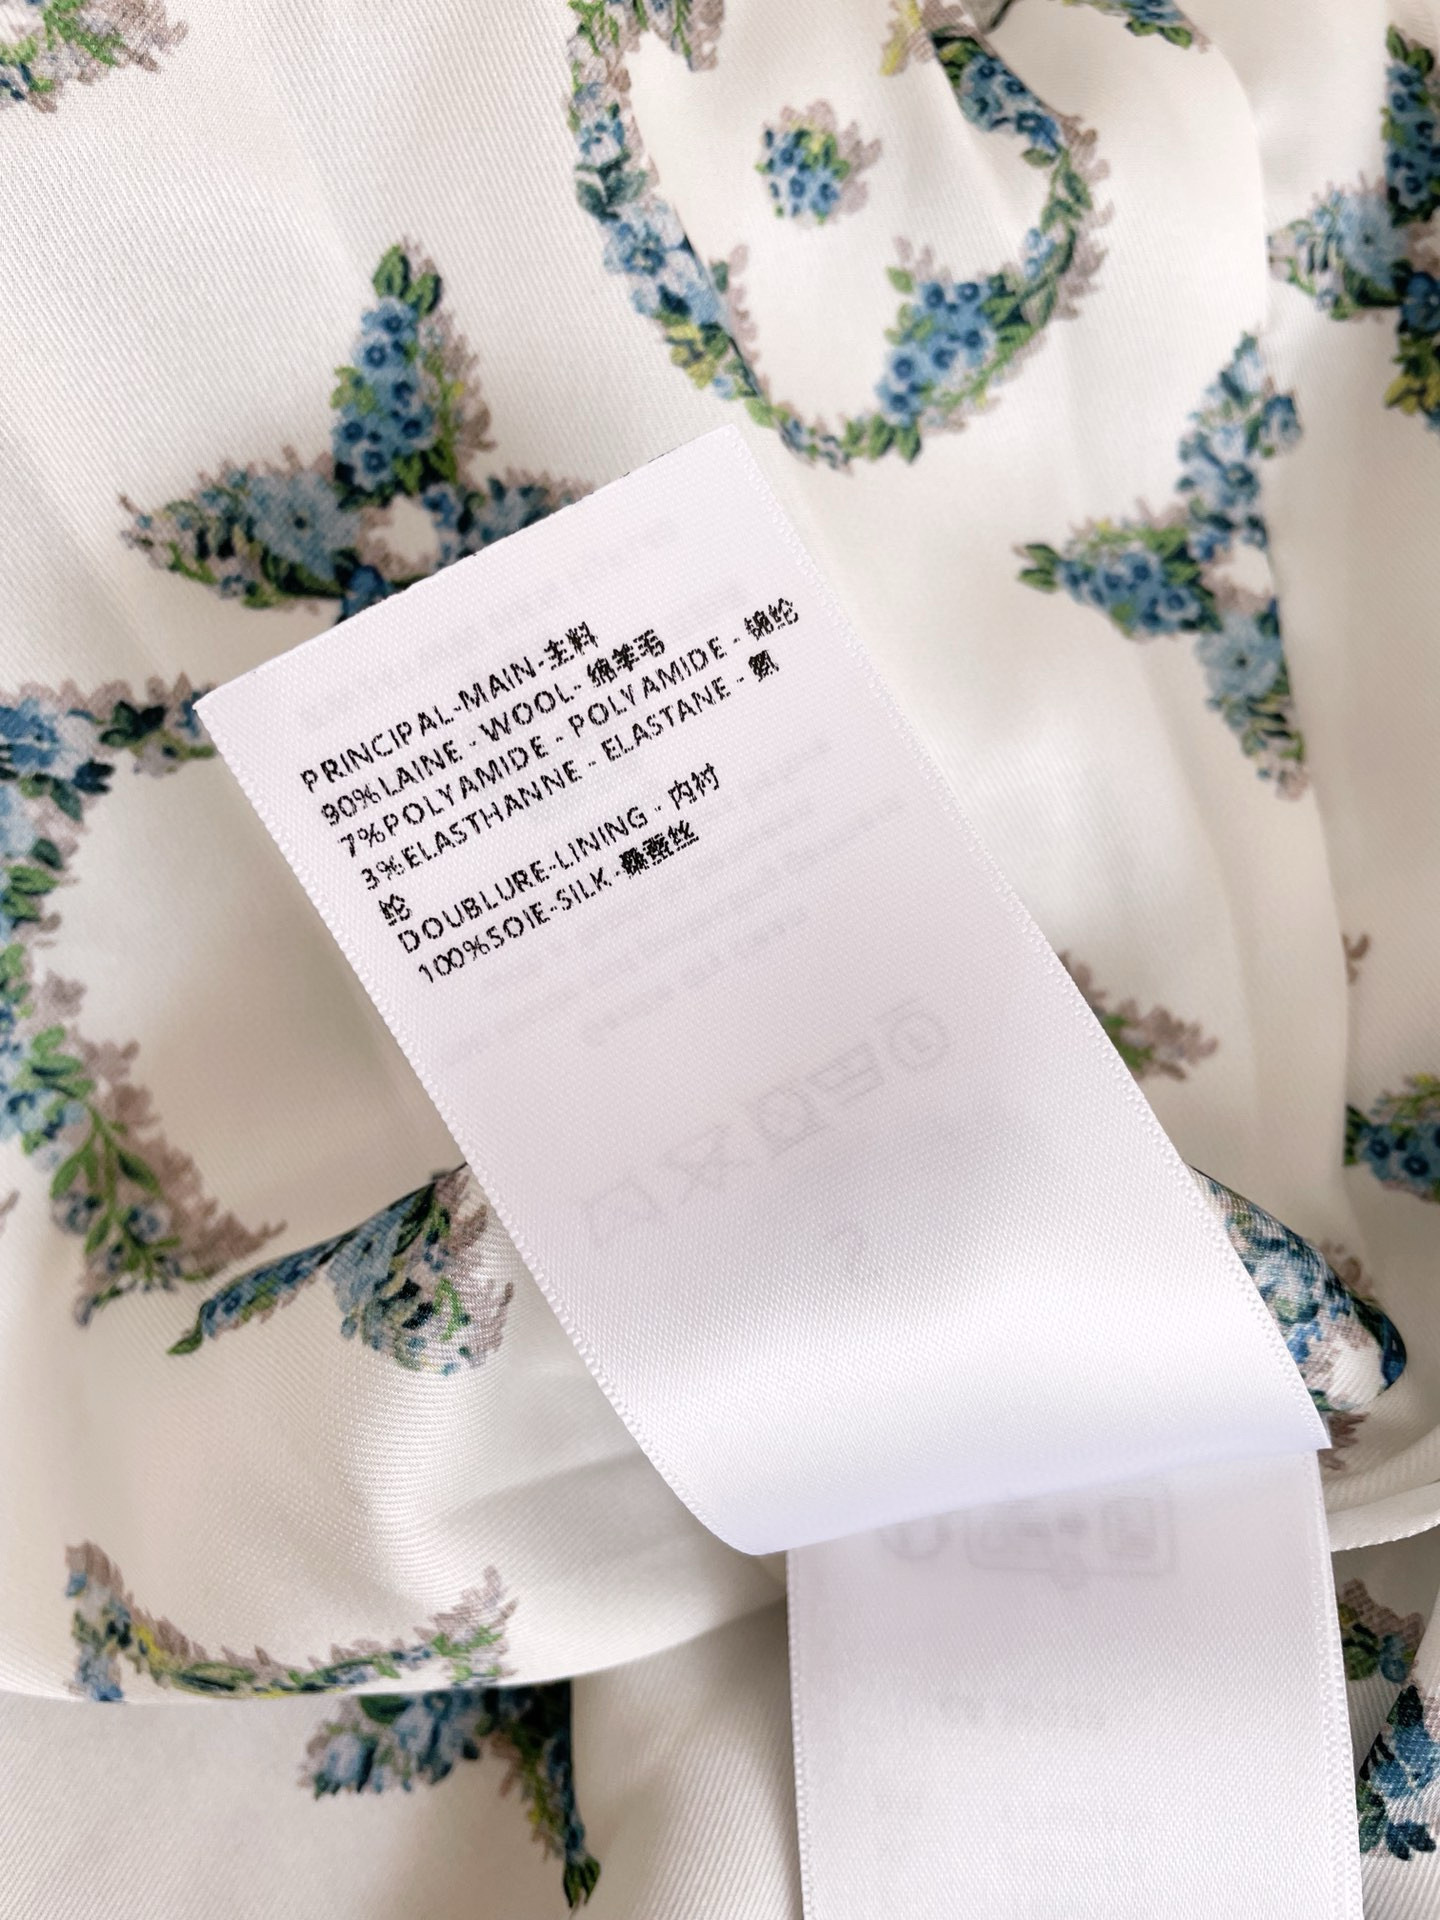 PRINCIPAL-MAIN-主料
90%LAINE - WOOL- 绵羊毛
7%POLYAMIDE - POLYAMIDE - 锦纶
3%ELASTHANNE - ELASTANE - 氨
纶
DOUBLURE-LINING - 内衬
100%SOIE-SILK-桑蚕丝